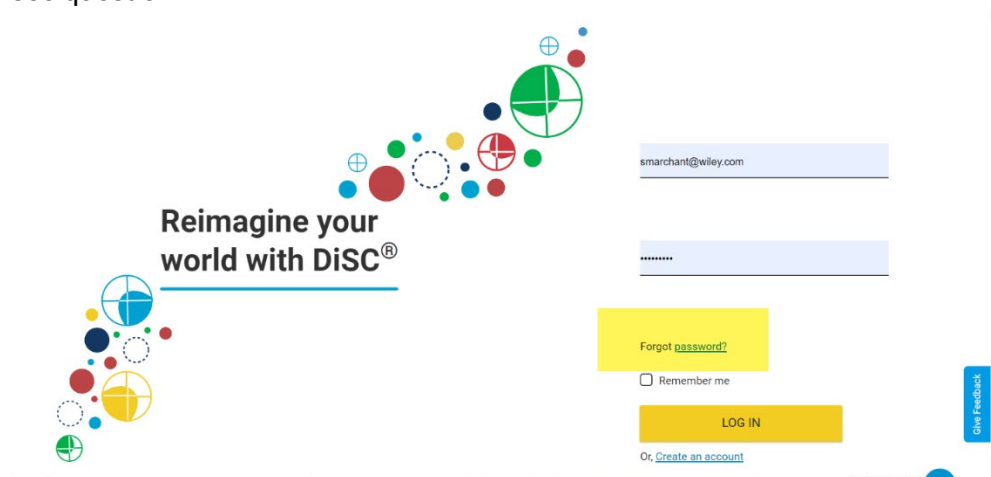 Reimagine your
world with DiSC®
smarchant@wiley.com
•••••••••
Forgot password?
Remember me
LOG IN
Or, Create an account
Give Feedback